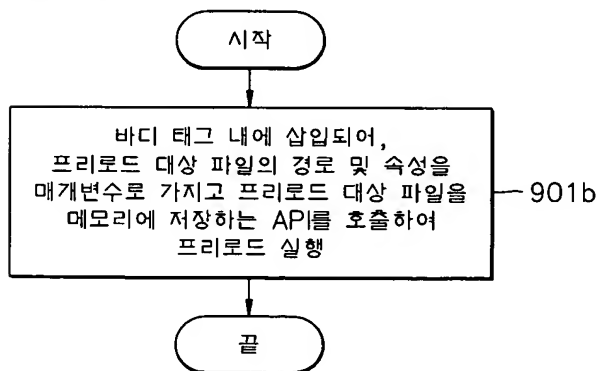 시작
바디 태그 내에 삽입되어,
프리로드 대상 파일의 경로 및 속성을
매개변수로 가지고 프리로드 대상 파일을
메모리에 저장하는 API를 호출하여
프리로드 실행
901b
끝